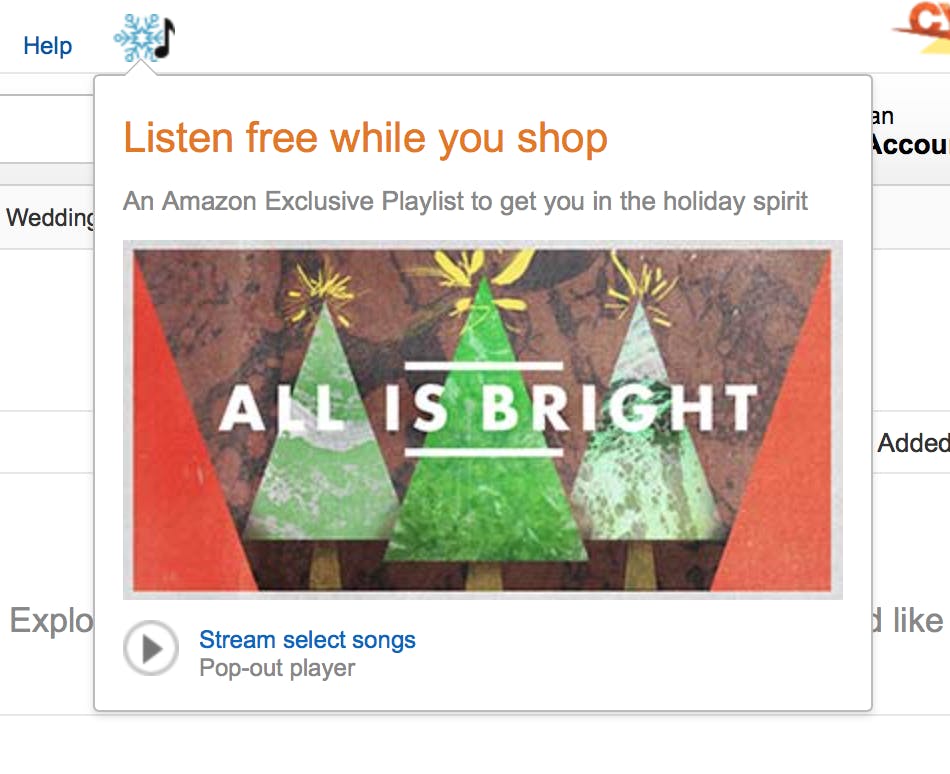 Help
CY
an
Accou
Wedding
Listen free while you shop
An Amazon Exclusive Playlist to get you in the holiday spirit
ALL IS BRIGHT
Added
Explo
d like
Stream select songs
Pop-out player